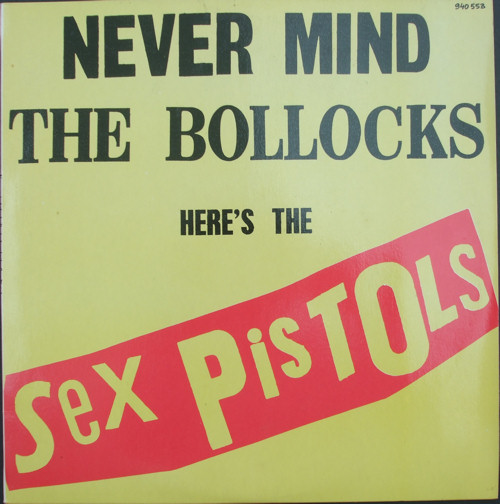 940 553
NEVER MIND
THE BOLLOCKS
HERE'S THE
Sex PisTOLs